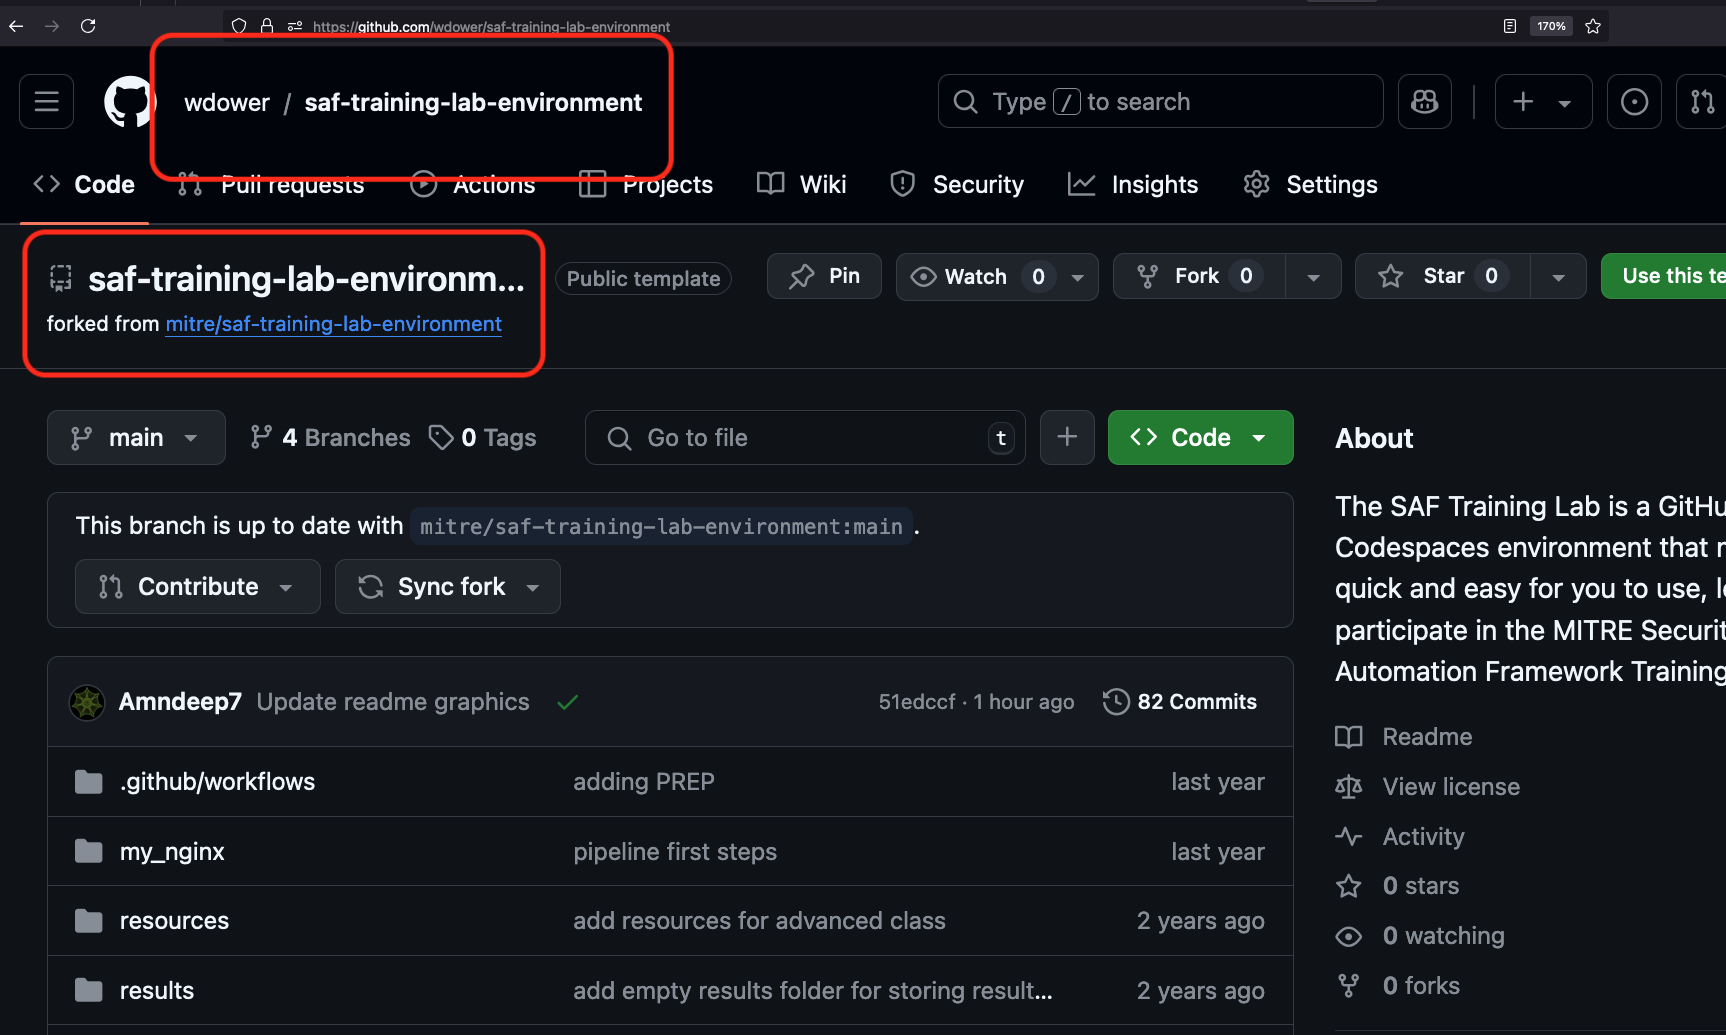 https://github.com/wdower/saf-training-lab-environment
170%
wdower / saf-training-lab-environment
Type / to search
Code Pull requests Actions Projects Wiki Security Insights Settings
saf-training-lab-environm...
Public template
Pin
Watch 0
Fork 0
Star 0
Use this te
forked from mitre/saf-training-lab-environment
main
4 Branches
0 Tags
Go to file
t
Code
About
This branch is up to date with mitre/saf-training-lab-environment:main.
Contribute
Sync fork
The SAF Training Lab is a GitHu
Codespaces environment that m
quick and easy for you to use, le
participate in the MITRE Securit
Automation Framework Training
Amndeep7 Update readme graphics
51edccf · 1 hour ago
82 Commits
.github/workflows adding PREP last year
my_nginx pipeline first steps last year
resources add resources for advanced class 2 years ago
results add empty results folder for storing result... 2 years ago
Readme
View license
Activity
0 stars
0 watching
0 forks